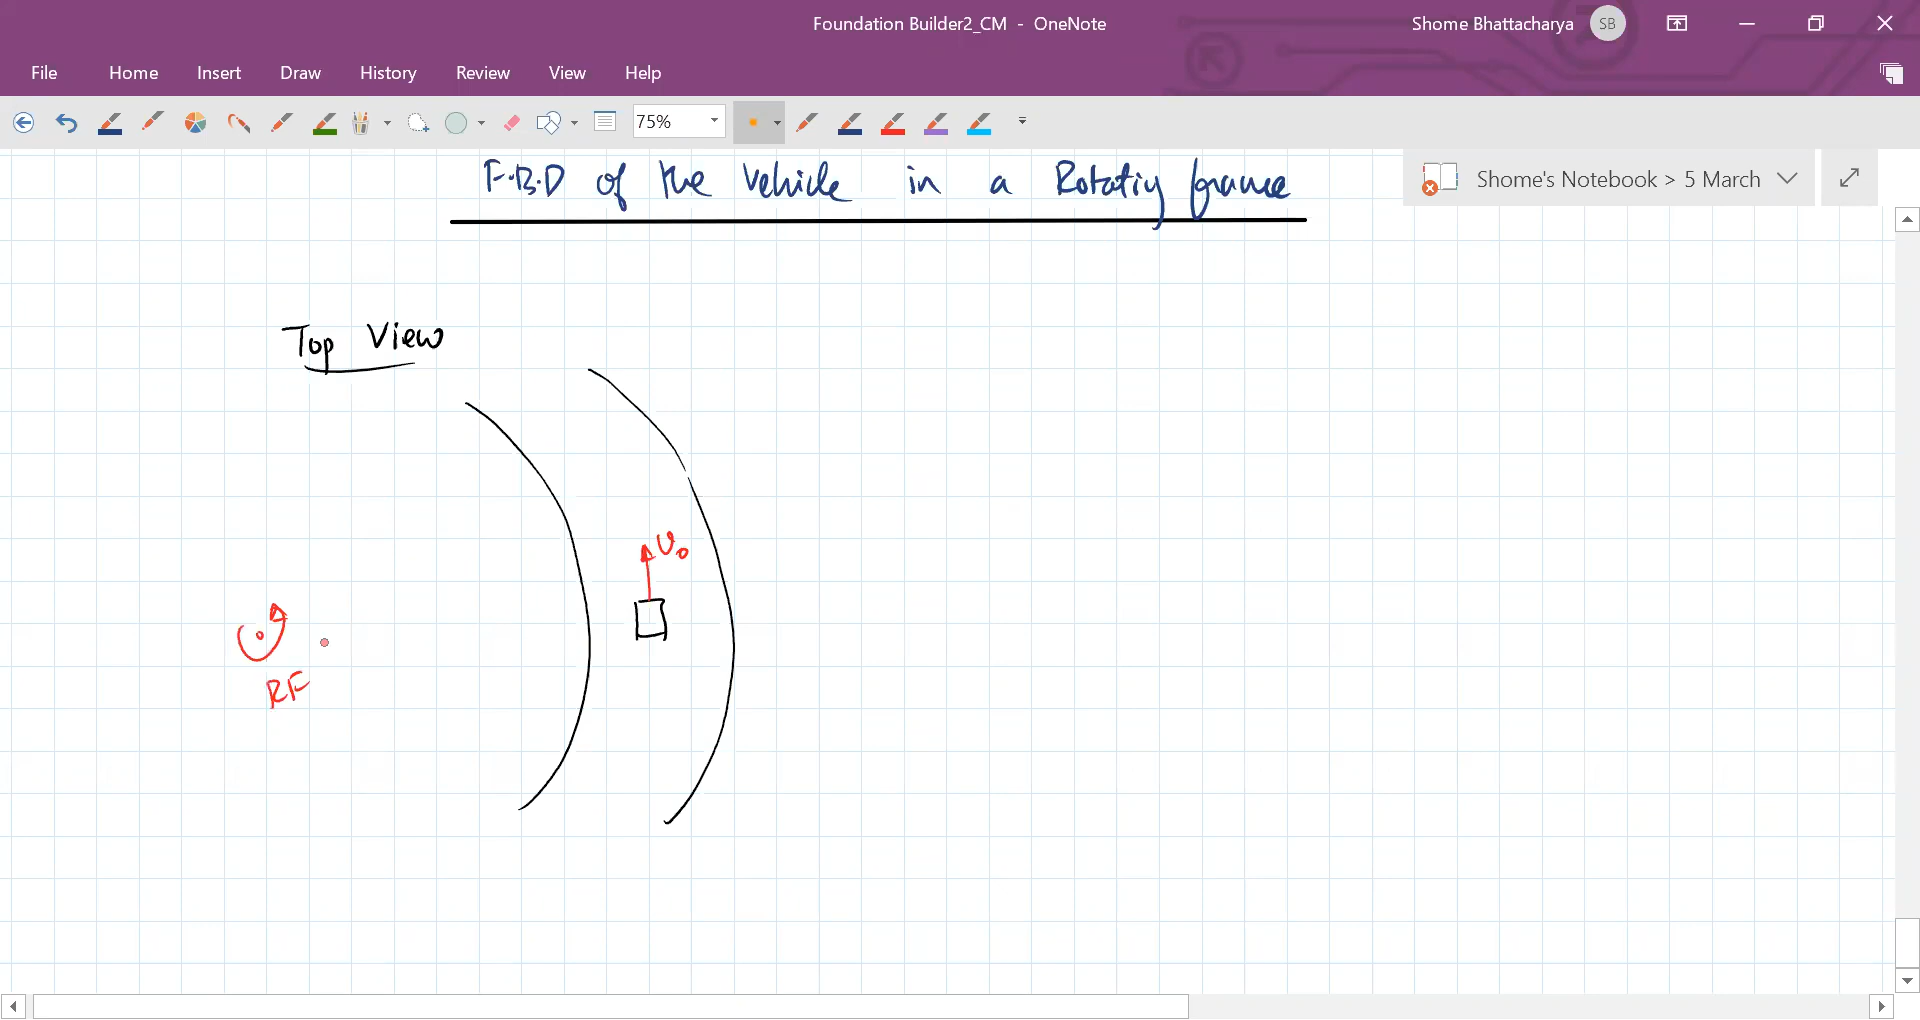 Foundation Builder2_CM - OneNote
Shome Bhattacharya SB
File Home Insert Draw History Review View Help
75%
F.B.D of the Vehicle in a Rotatiy frame
Shome's Notebook > 5 March
Top View
V₀
RF